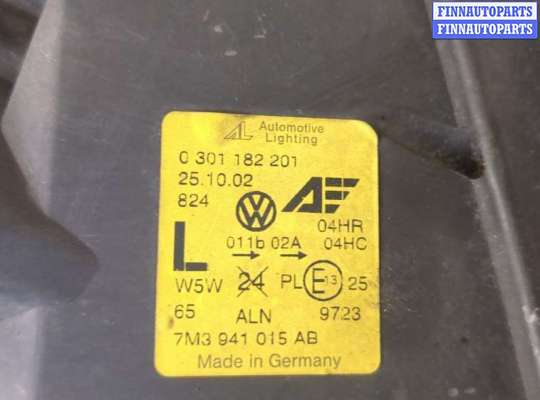 FINNAUTOPARTS
FINNAUTOPARTS
AL Automotive
Lighting
0 301 182 201
25.10.02
824
04HR
011b 02A 04HC
L
W5W 24 PL E13 25
65 ALN 9723
7M3 941 015 AB
Made in Germany